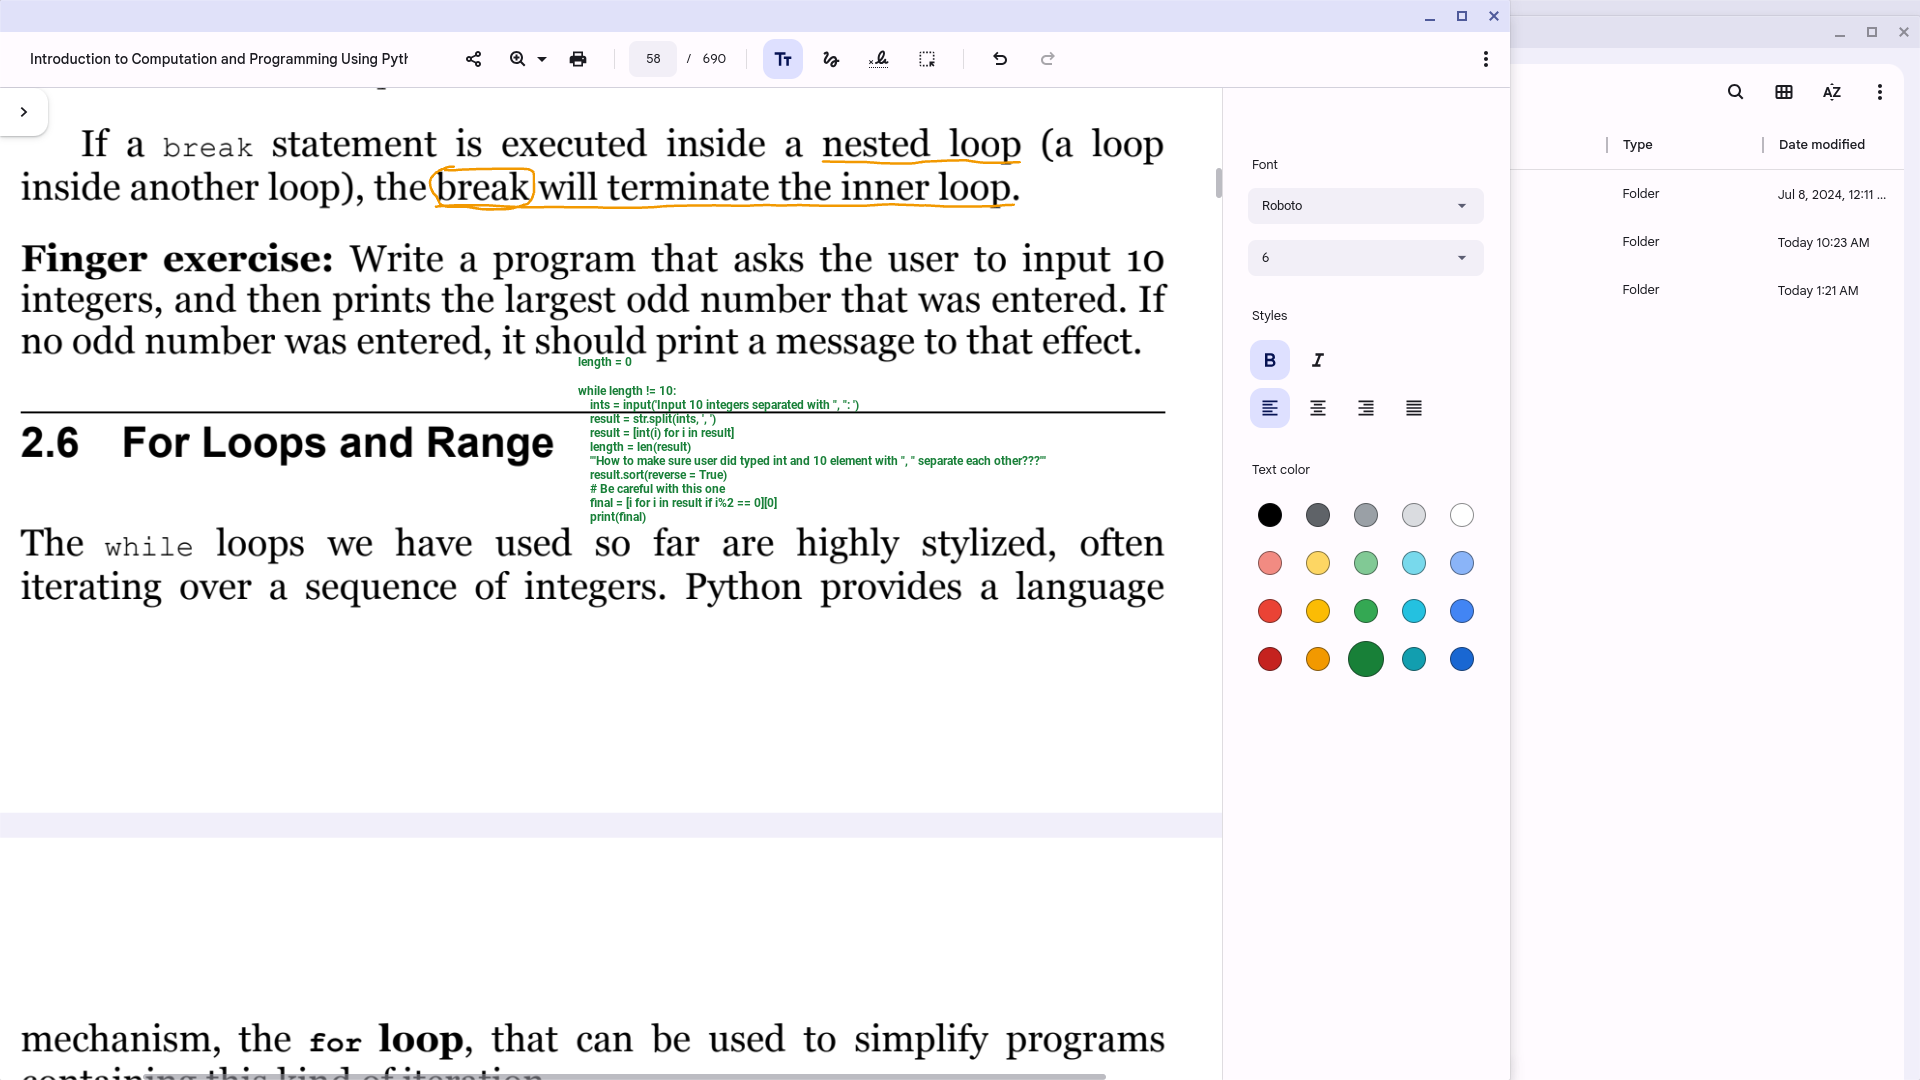 Introduction to Computation and Programming Using Pyth
58 / 690
If a break statement is executed inside a nested loop (a loop
inside another loop), the break will terminate the inner loop.
Finger exercise: Write a program that asks the user to input 10
integers, and then prints the largest odd number that was entered. If
no odd number was entered, it should print a message to that effect.
length = 0
while length != 10:
ints = input('Input 10 integers separated with ", ": ')
result = str.split(ints, ', ')
result = [int(i) for i in result]
length = len(result)
'''How to make sure user did typed int and 10 element with ", " separate each other???'''
result.sort(reverse = True)
# Be careful with this one
final = [i for i in result if i%2 == 0][0]
print(final)
2.6 For Loops and Range
The while loops we have used so far are highly stylized, often
iterating over a sequence of integers. Python provides a language
mechanism, the for loop, that can be used to simplify programs
containing this kind of iteration.
Font
Roboto
6
Styles
B I
Text color
AZ
Type Date modified
Folder Jul 8, 2024, 12:11 ...
Folder Today 10:23 AM
Folder Today 1:21 AM